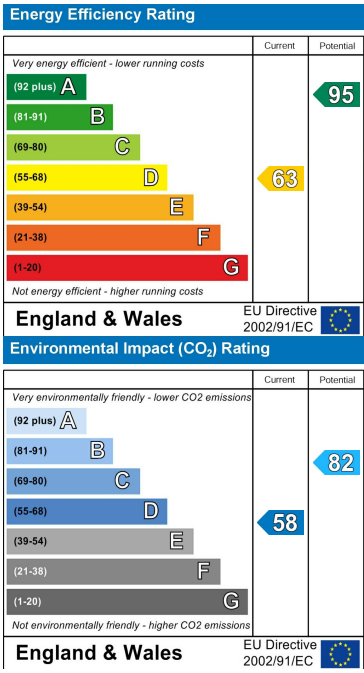 Energy Efficiency Rating
Current Potential
Very energy efficient - lower running costs
(92 plus) A
95
(81-91) B
(69-80) C
(55-68) D
63
(39-54) E
(21-38) F
(1-20) G
Not energy efficient - higher running costs
England & Wales
EU Directive
2002/91/EC
Environmental Impact (CO₂) Rating
Current Potential
Very environmentally friendly - lower CO2 emissions
(92 plus) A
(81-91) B
82
(69-80) C
(55-68) D
58
(39-54) E
(21-38) F
(1-20) G
Not environmentally friendly - higher CO2 emissions
England & Wales
EU Directive
2002/91/EC